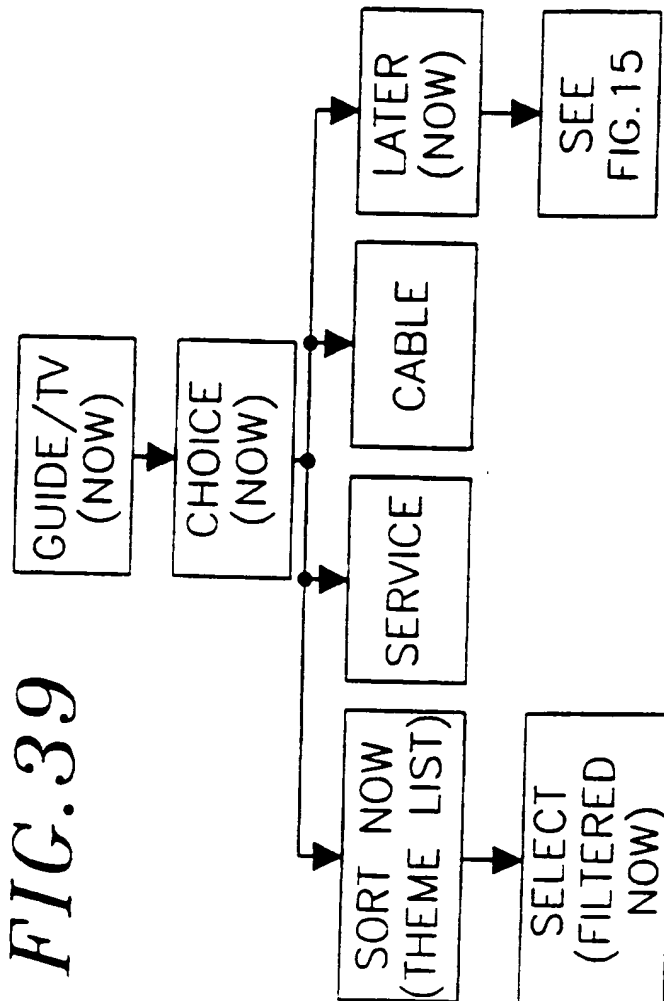 FIG.39
GUIDE/TV
(NOW)
CHOICE
(NOW)
SORT NOW
(THEME LIST)
SERVICE
CABLE
LATER
(NOW)
SELECT
(FILTERED
NOW)
SEE
FIG.15